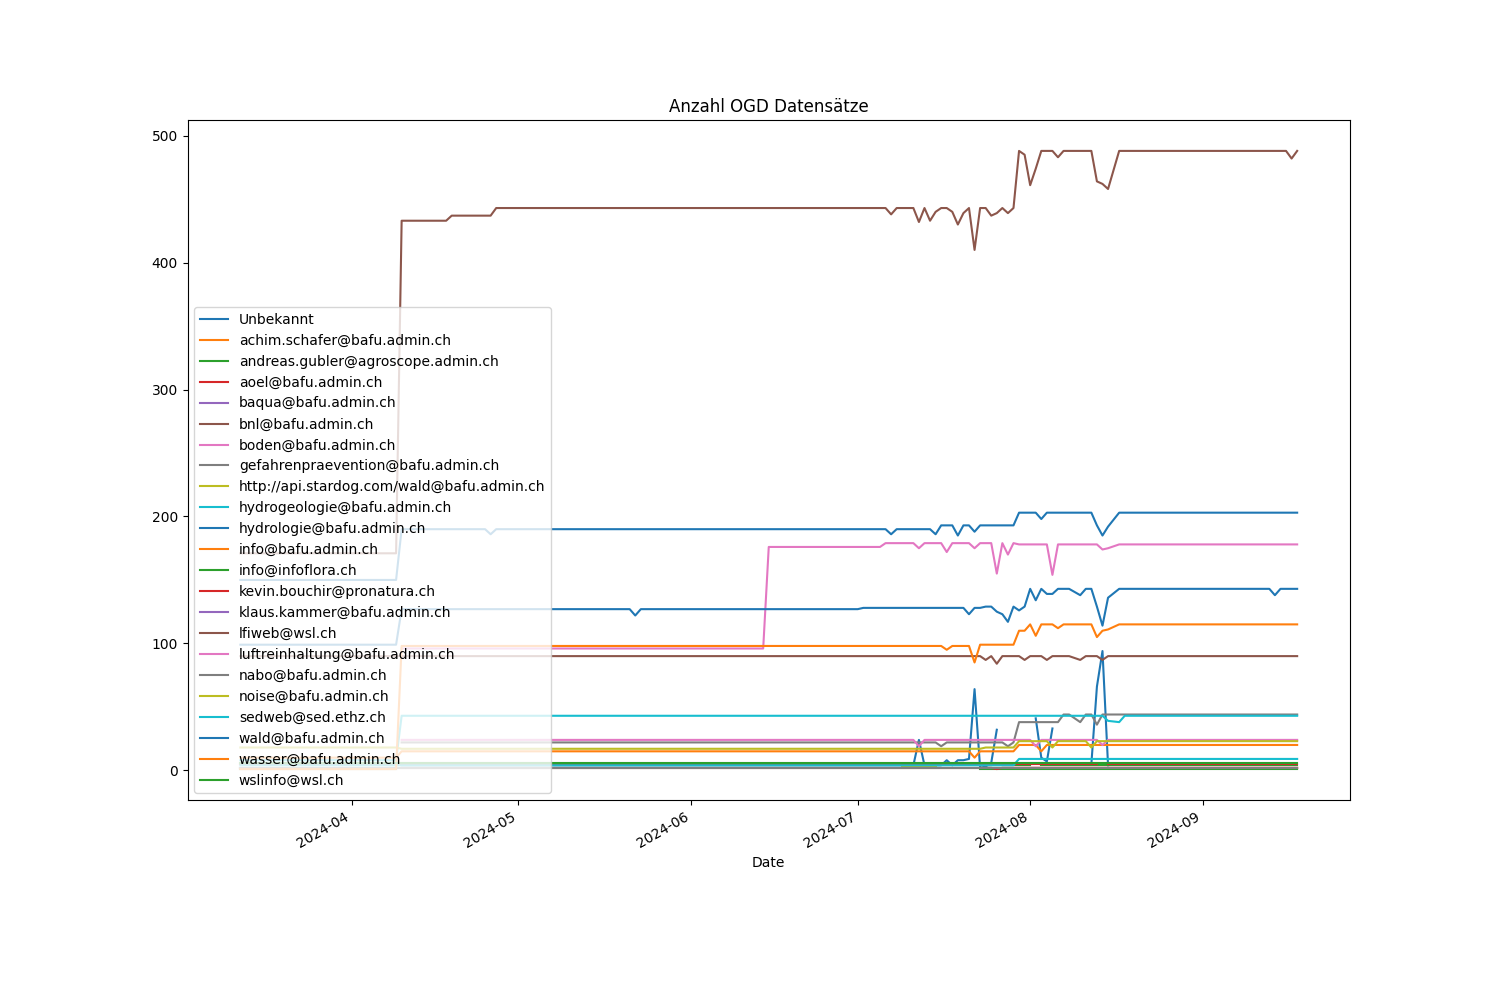 Anzahl OGD Datensätze
500
400
300
200
100
0
Unbekannt
achim.schafer@bafu.admin.ch
andreas.gubler@agroscope.admin.ch
aoel@bafu.admin.ch
baqua@bafu.admin.ch
bnl@bafu.admin.ch
boden@bafu.admin.ch
gefahrenpraevention@bafu.admin.ch
http://api.stardog.com/wald@bafu.admin.ch
hydrogeologie@bafu.admin.ch
hydrologie@bafu.admin.ch
info@bafu.admin.ch
info@infoflora.ch
kevin.bouchir@pronatura.ch
klaus.kammer@bafu.admin.ch
lfiweb@wsl.ch
luftreinhaltung@bafu.admin.ch
nabo@bafu.admin.ch
noise@bafu.admin.ch
sedweb@sed.ethz.ch
wald@bafu.admin.ch
wasser@bafu.admin.ch
wslinfo@wsl.ch
2024-04
2024-05
2024-06
2024-07
2024-08
2024-09
Date